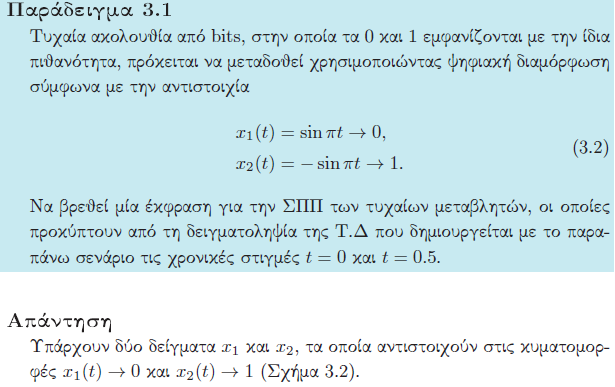 Παράδειγμα 3.1
Τυχαία ακολουθία από bits, στην οποία τα 0 και 1 εμφανίζονται με την ίδια
πιθανότητα, πρόκειται να μεταδοθεί χρησιμοποιώντας ψηφιακή διαμόρφωση
σύμφωνα με την αντιστοιχία
x₁(t) = sin πt → 0,
x₂(t) = − sin πt → 1.
(3.2)
Να βρεθεί μία έκφραση για την ΣΠΠ των τυχαίων μεταβλητών, οι οποίες
προκύπτουν από τη δειγματοληψία της Τ.Δ που δημιουργείται με το παρα-
πάνω σενάριο τις χρονικές στιγμές t = 0 και t = 0.5.
Απάντηση
Υπάρχουν δύο δείγματα x₁ και x₂, τα οποία αντιστοιχούν στις κυματομορ-
φές x₁(t) → 0 και x₂(t) → 1 (Σχήμα 3.2).